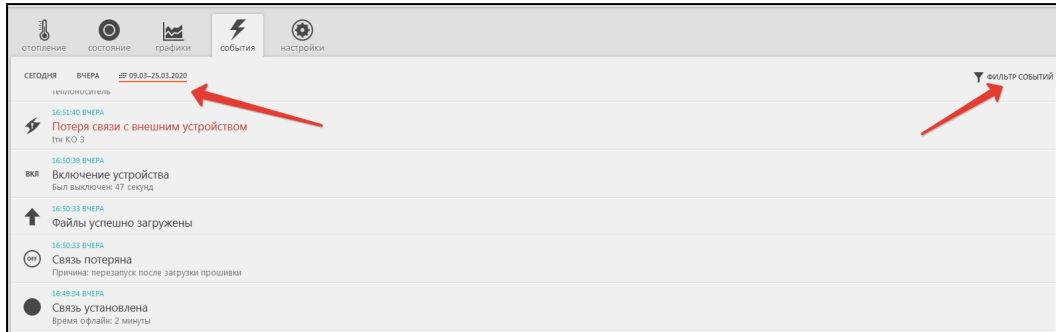 отопление
состояние
графики
события
настройки
СЕГОДНЯ ВЧЕРА 09.03–25.03.2020 ФИЛЬТР СОБЫТИЙ
теплоноситель
16:51:40 ВЧЕРА
Потеря связи с внешним устройством
ttн КО 3
16:50:39 ВЧЕРА
ВКЛ Включение устройства
Был выключен: 47 секунд
16:50:33 ВЧЕРА
Файлы успешно загружены
16:50:33 ВЧЕРА
OFF Связь потеряна
Причина: перезапуск после загрузки прошивки
16:49:34 ВЧЕРА
Связь установлена
Время офлайн: 2 минуты